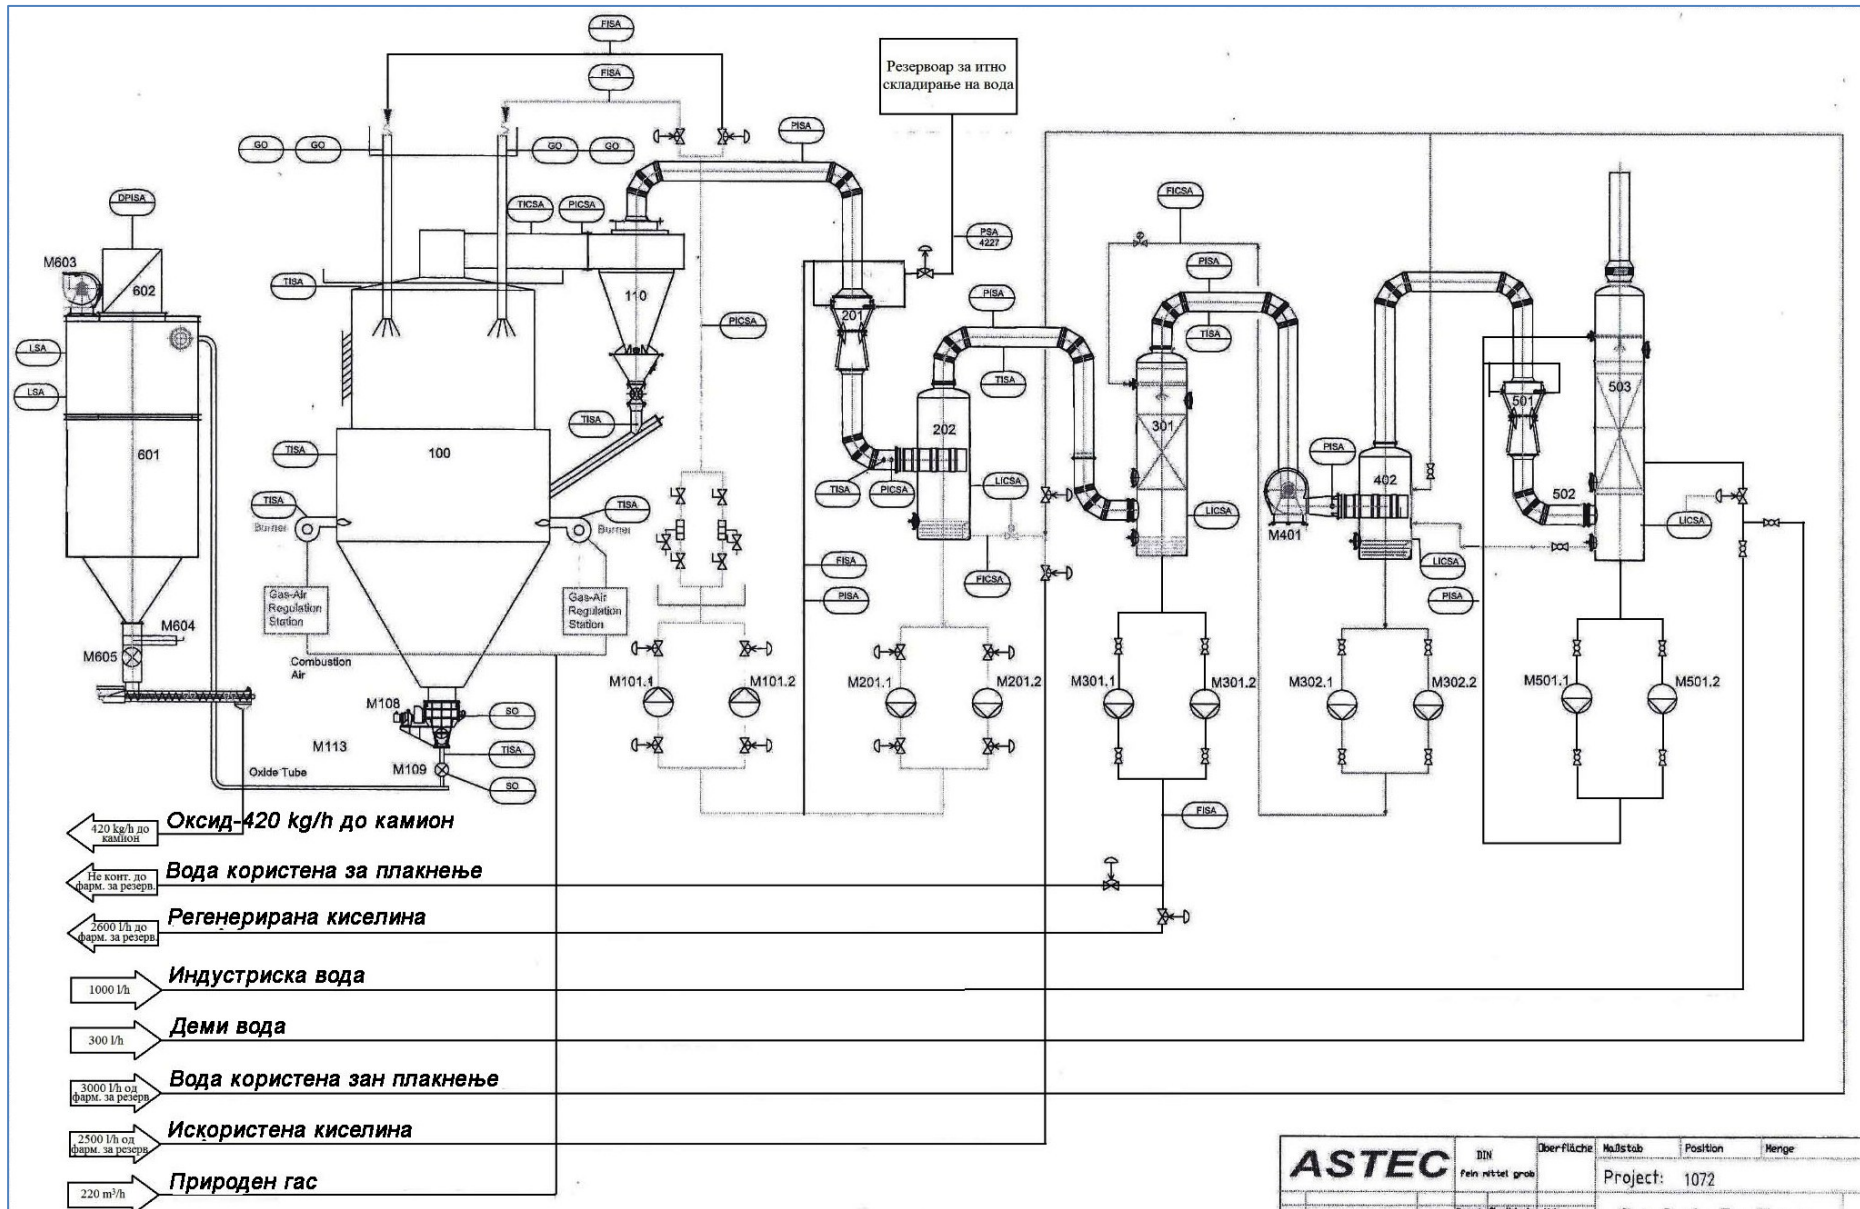 FISA
FISA
Резервоар за итно
складирање на вода
GO
GO
GO
GO
PISA
DPISA
TICSA
PICSA
FICSA
PSA
4227
M603
602
TISA
110
PISA
PISA
201
PICSA
TISA
LSA
LSA
TISA
503
501
TISA
202
301
601
TISA
100
PISA
402
TISA
PICSA
LICSA
TISA
TISA
502
Burner
Burner
LICSA
M401
LICSA
FISA
FICSA
LICSA
Gas-Air
Regulation
Station
Gas-Air
Regulation
Station
PISA
PISA
M604
M605
Combustion
Air
M101.1
M101.2
M201.1
M201.2
M301.1
M301.2
M302.1
M302.2
M501.1
M501.2
M108
SO
M113
TISA
Oxide Tube
M109
SO
FISA
420 kg/h до
камион
Оксид-420 kg/h до камион
Не конт. до
фарм. за резерв.
Вода користена за плакнење
2600 l/h до
фарм. за резерв.
Регенерирана киселина
1000 l/h
Индустриска вода
300 l/h
Деми вода
3000 l/h од
фарм. за резерв.
Вода користена зан плакнење
2500 l/h од
фарм. за резерв.
Искористена киселина
220 m³/h
Природен гас
ASTEC
DIN
fein mittel grob
Oberfläche
Maßstab
Position
Menge
Project: 1072